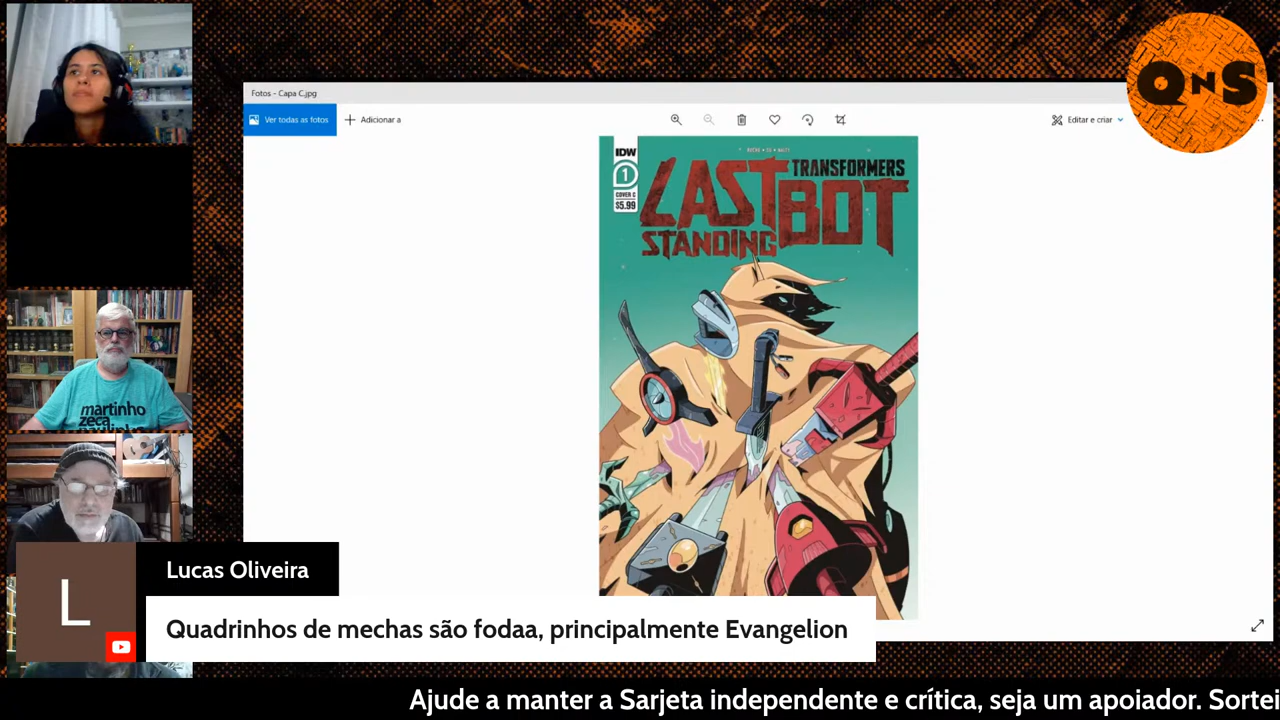 QNS
Fotos - Capa C.jpg
Ver todas as fotos
Adicionar a
Editar e criar
IDW
1
COVER C
$5.99
TRANSFORMERS
LAST
BOT
STANDING
martinho
zeca
L
Lucas Oliveira
Quadrinhos de mechas são fodaa, principalmente Evangelion
Ajude a manter a Sarjeta independente e crítica, seja um apoiador. Sortei